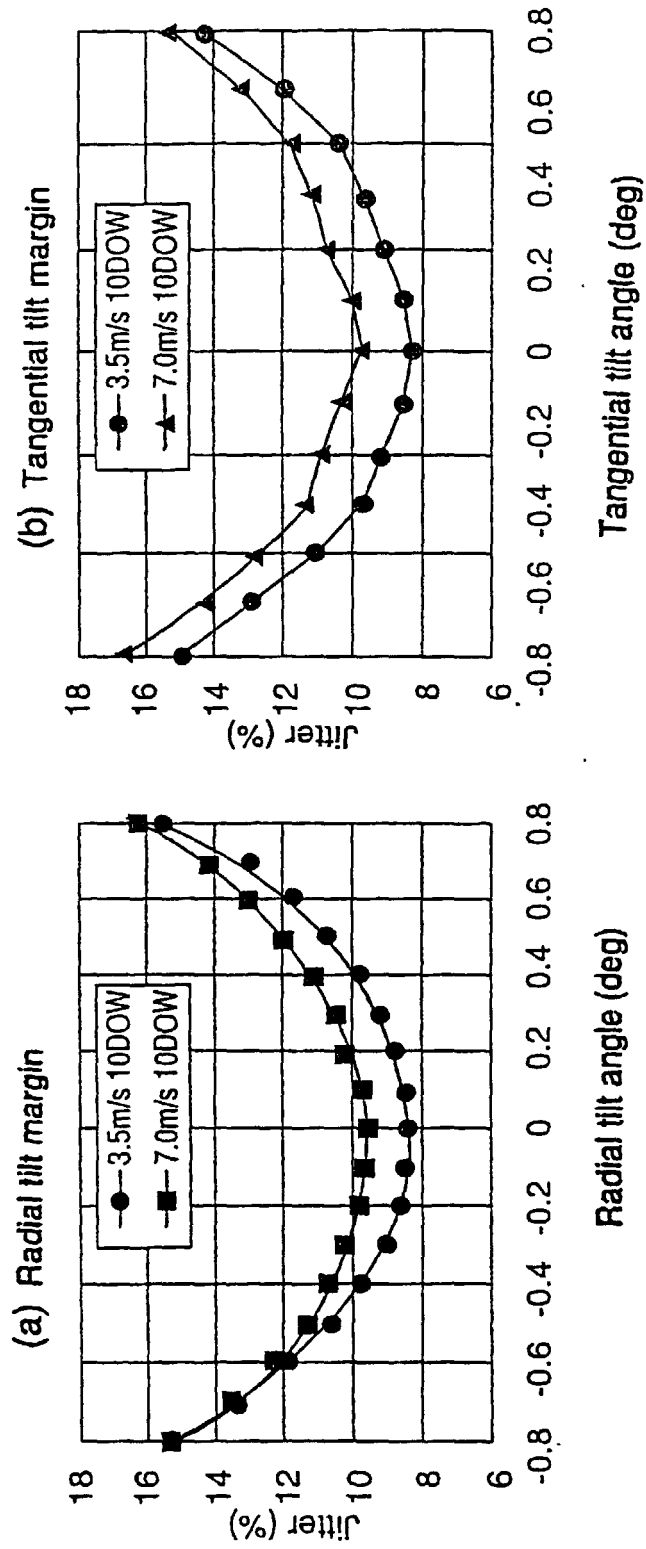 (a) Radial tilt margin
3.5m/s 10DOW
7.0m/s 10DOW
Jitter (%)
18
16
14
12
10
8
6
-0.8 -0.6 -0.4 -0.2 0 0.2 0.4 0.6 0.8
Radial tilt angle (deg)
(b) Tangential tilt margin
3.5m/s 10DOW
7.0m/s 10DOW
Jitter (%)
18
16
14
12
10
8
6
-0.8 -0.6 -0.4 -0.2 0 0.2 0.4 0.6 0.8
Tangential tilt angle (deg)